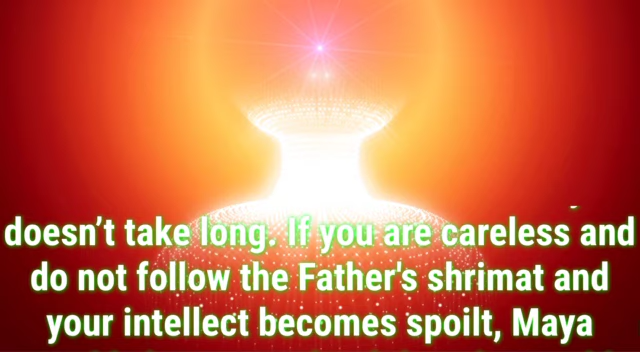 doesn’t take long. If you are careless and
do not follow the Father's shrimat and
your intellect becomes spoilt, Maya